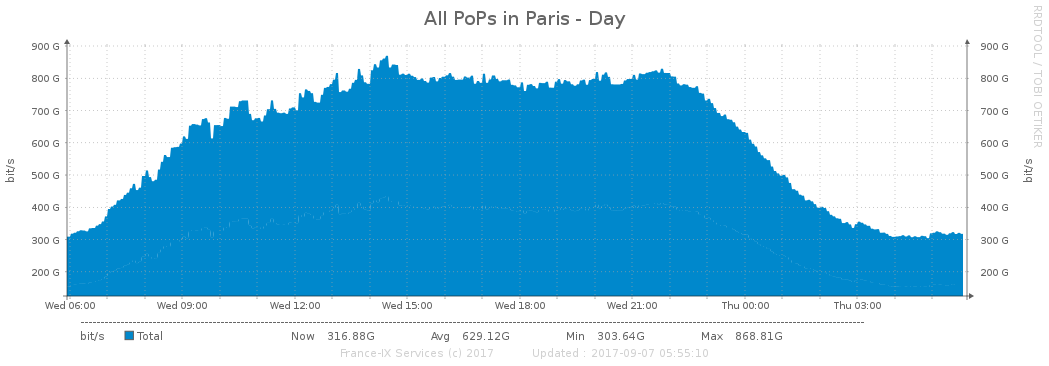 All PoPs in Paris - Day
RRDTOOL / TOBI OETIKER
900 G 900 G
800 G 800 G
700 G 700 G
600 G 600 G
bit/s 500 G 500 G bit/s
400 G 400 G
300 G 300 G
200 G 200 G
Wed 06:00 Wed 09:00 Wed 12:00 Wed 15:00 Wed 18:00 Wed 21:00 Thu 00:00 Thu 03:00
bit/s Total Now 316.88G Avg 629.12G Min 303.64G Max 868.81G
France-IX Services (c) 2017 Updated : 2017-09-07 05:55:10